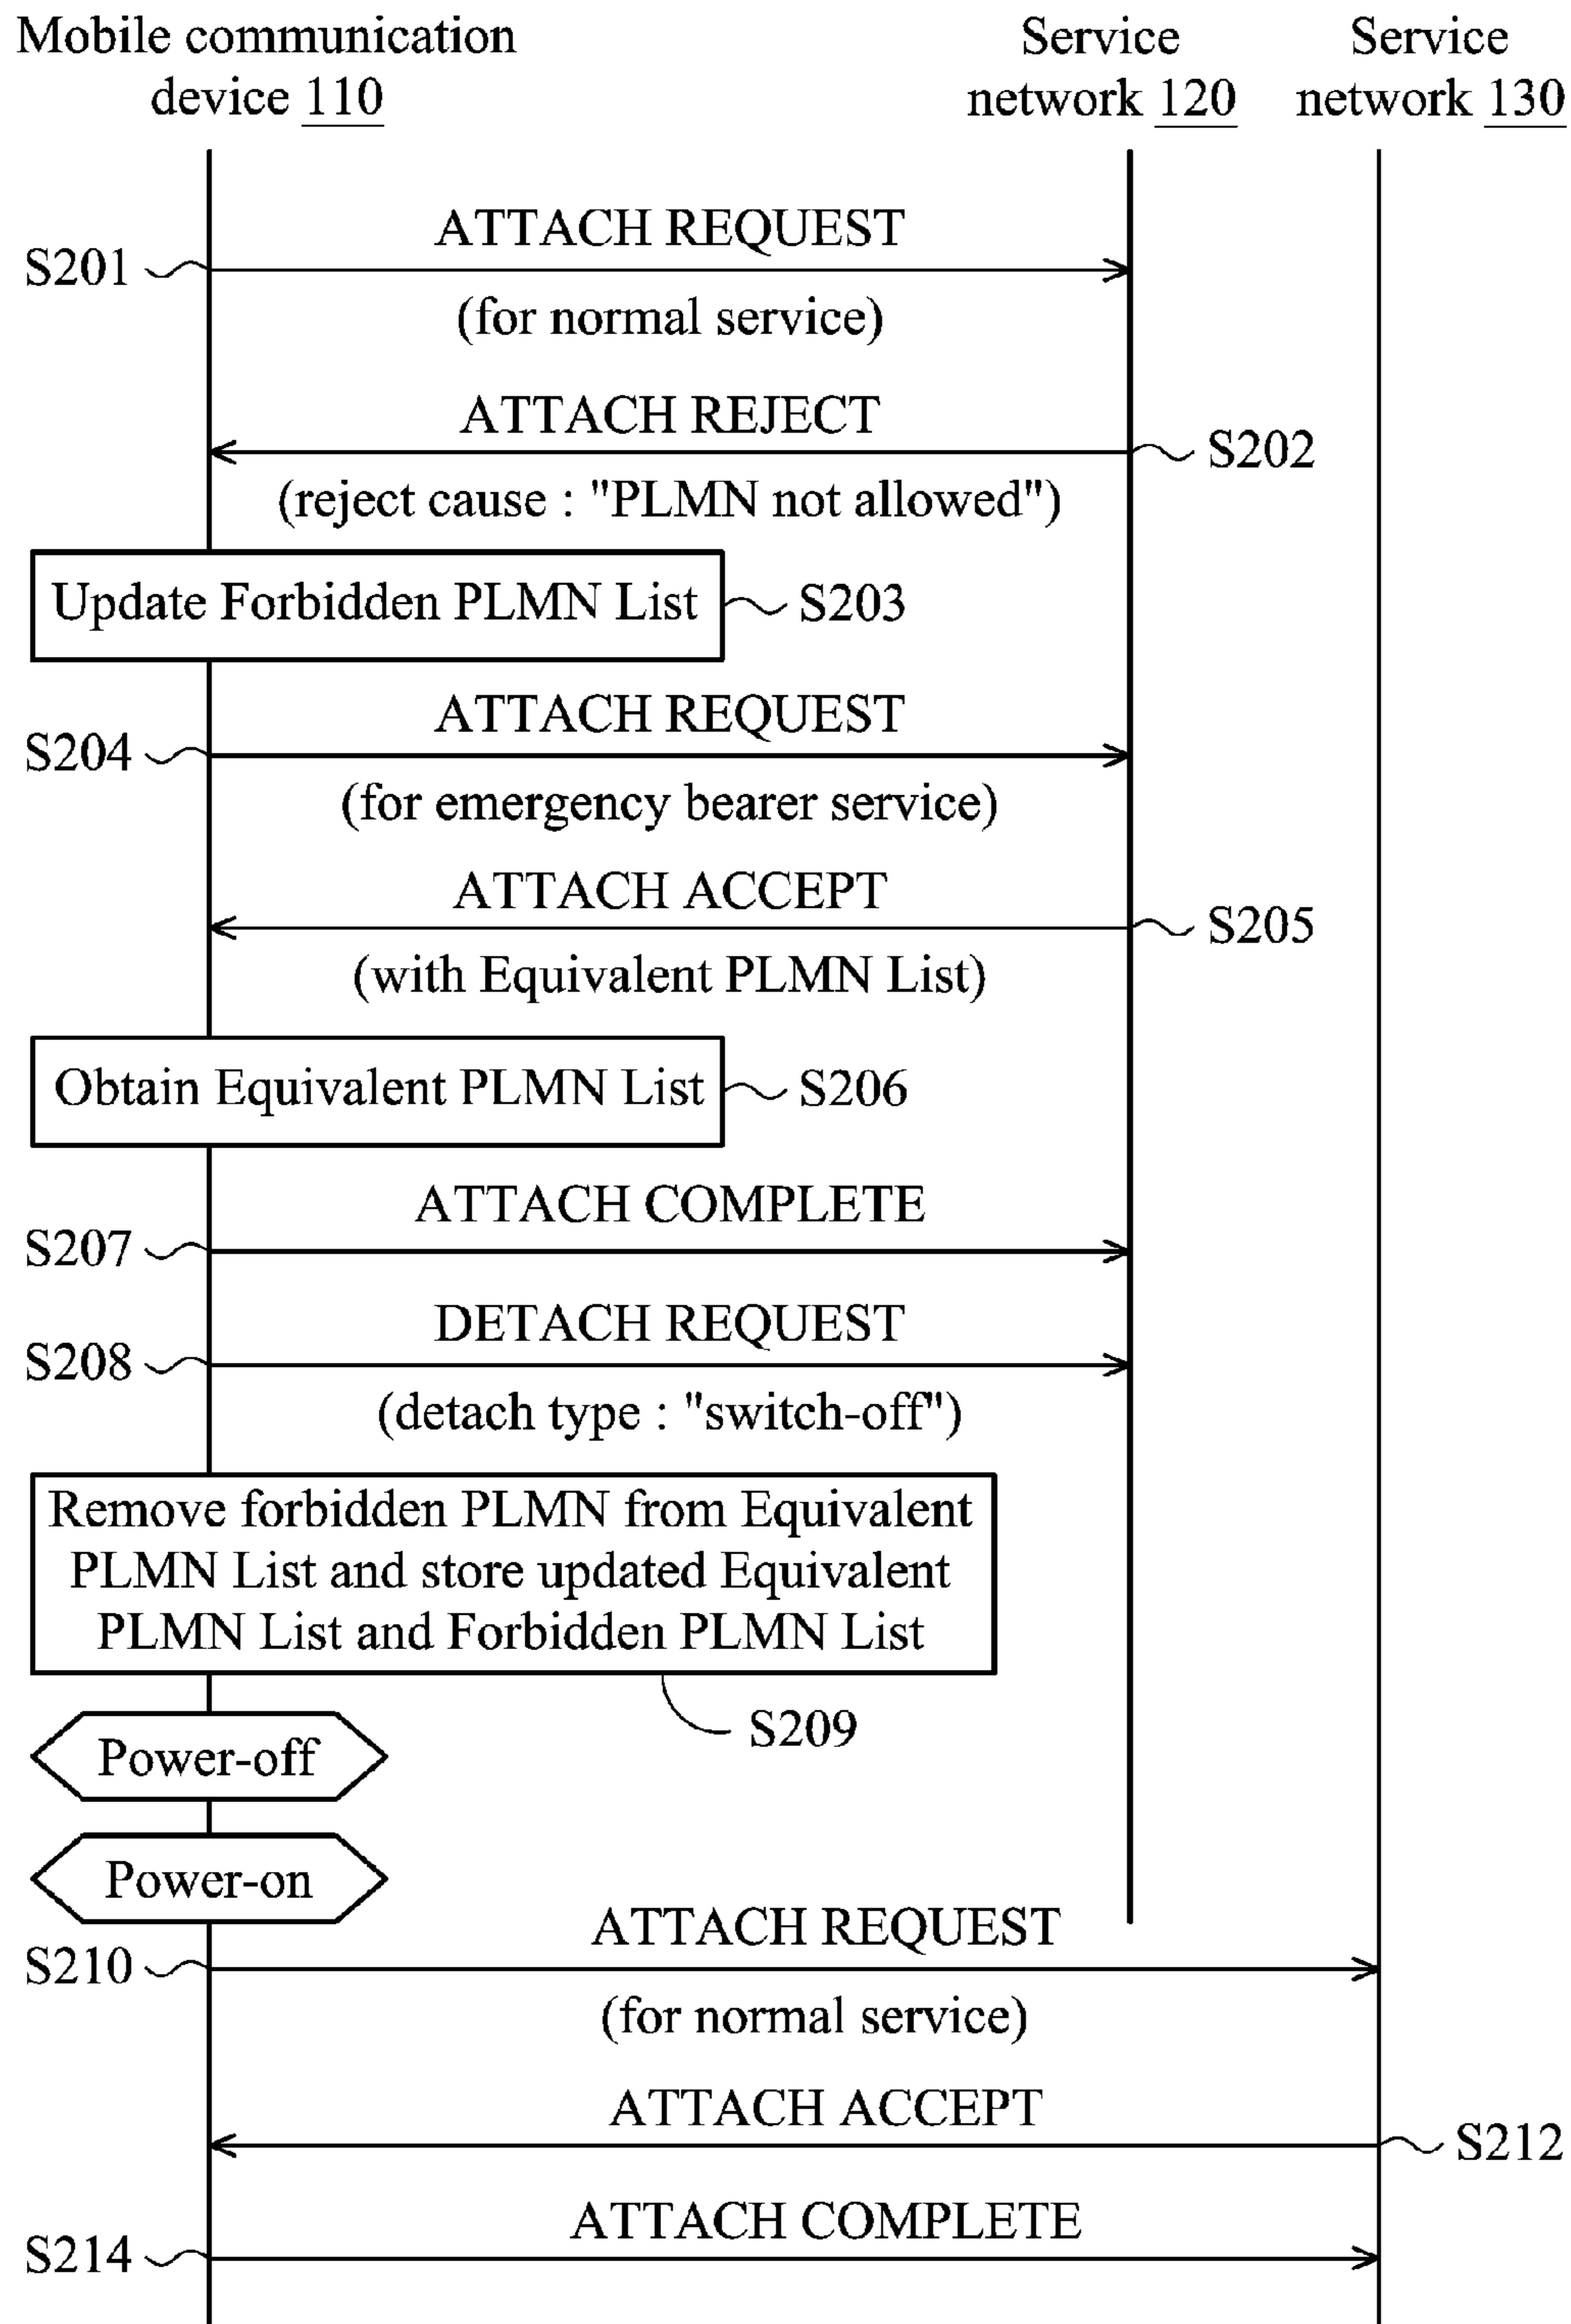 Mobile communication
device 110
Service
network 120
Service
network 130
ATTACH REQUEST
S201
(for normal service)
ATTACH REJECT
S202
(reject cause : "PLMN not allowed")
Update Forbidden PLMN List
S203
ATTACH REQUEST
S204
(for emergency bearer service)
ATTACH ACCEPT
S205
(with Equivalent PLMN List)
Obtain Equivalent PLMN List
S206
ATTACH COMPLETE
S207
DETACH REQUEST
S208
(detach type : "switch-off")
Remove forbidden PLMN from Equivalent
PLMN List and store updated Equivalent
PLMN List and Forbidden PLMN List
S209
Power-off
Power-on
ATTACH REQUEST
S210
(for normal service)
ATTACH ACCEPT
S212
ATTACH COMPLETE
S214